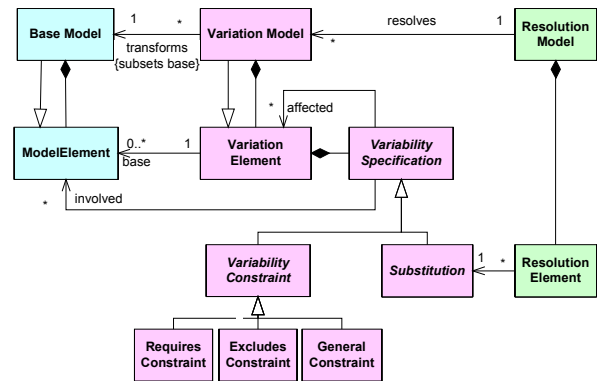 Base Model
1
*
Variation Model
resolves
1
*
Resolution
Model
transforms
{subsets base}
*
affected
ModelElement
0..*
base
1
Variation
Element
Variability
Specification
*
involved
Variability
Constraint
Substitution
1
*
Resolution
Element
Requires
Constraint
Excludes
Constraint
General
Constraint